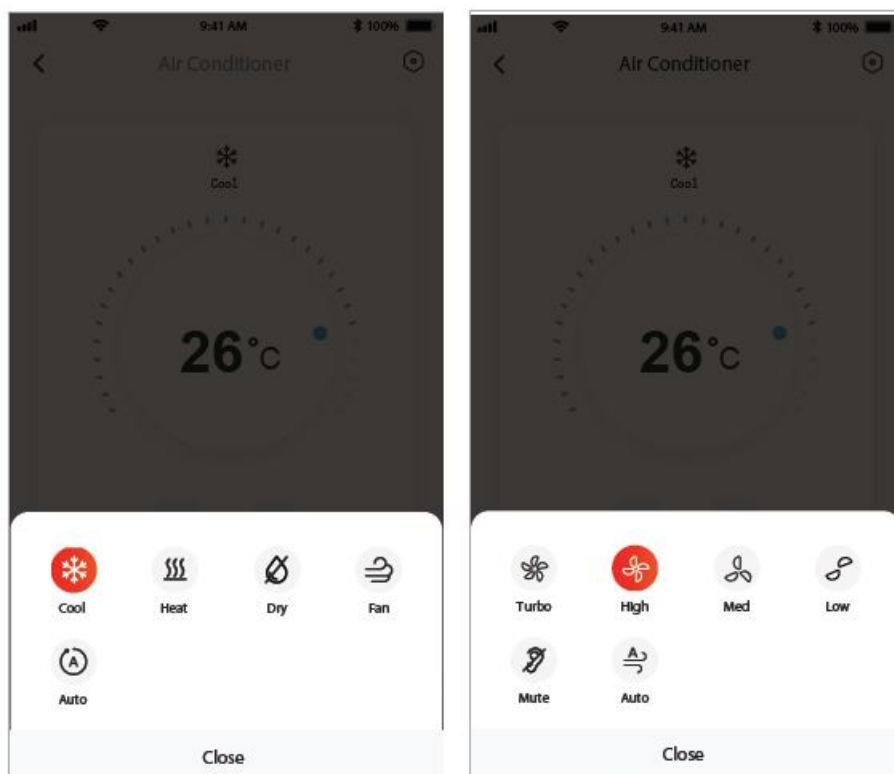 9:41 AM
100%
Air Conditioner
Cool
26°C
Cool
Heat
Dry
Fan
Auto
Close
9:41 AM
100%
Air Conditioner
Cool
26°C
Turbo
High
Med
Low
Mute
Auto
Close